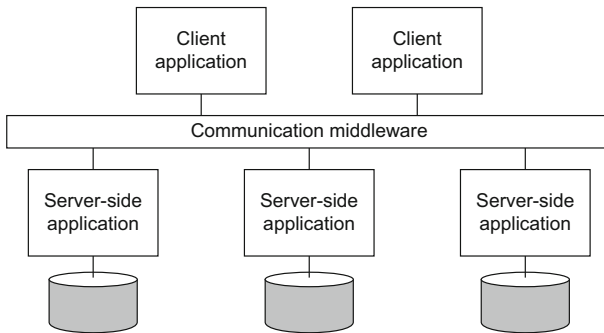 Client
application
Client
application
Communication middleware
Server-side
application
Server-side
application
Server-side
application